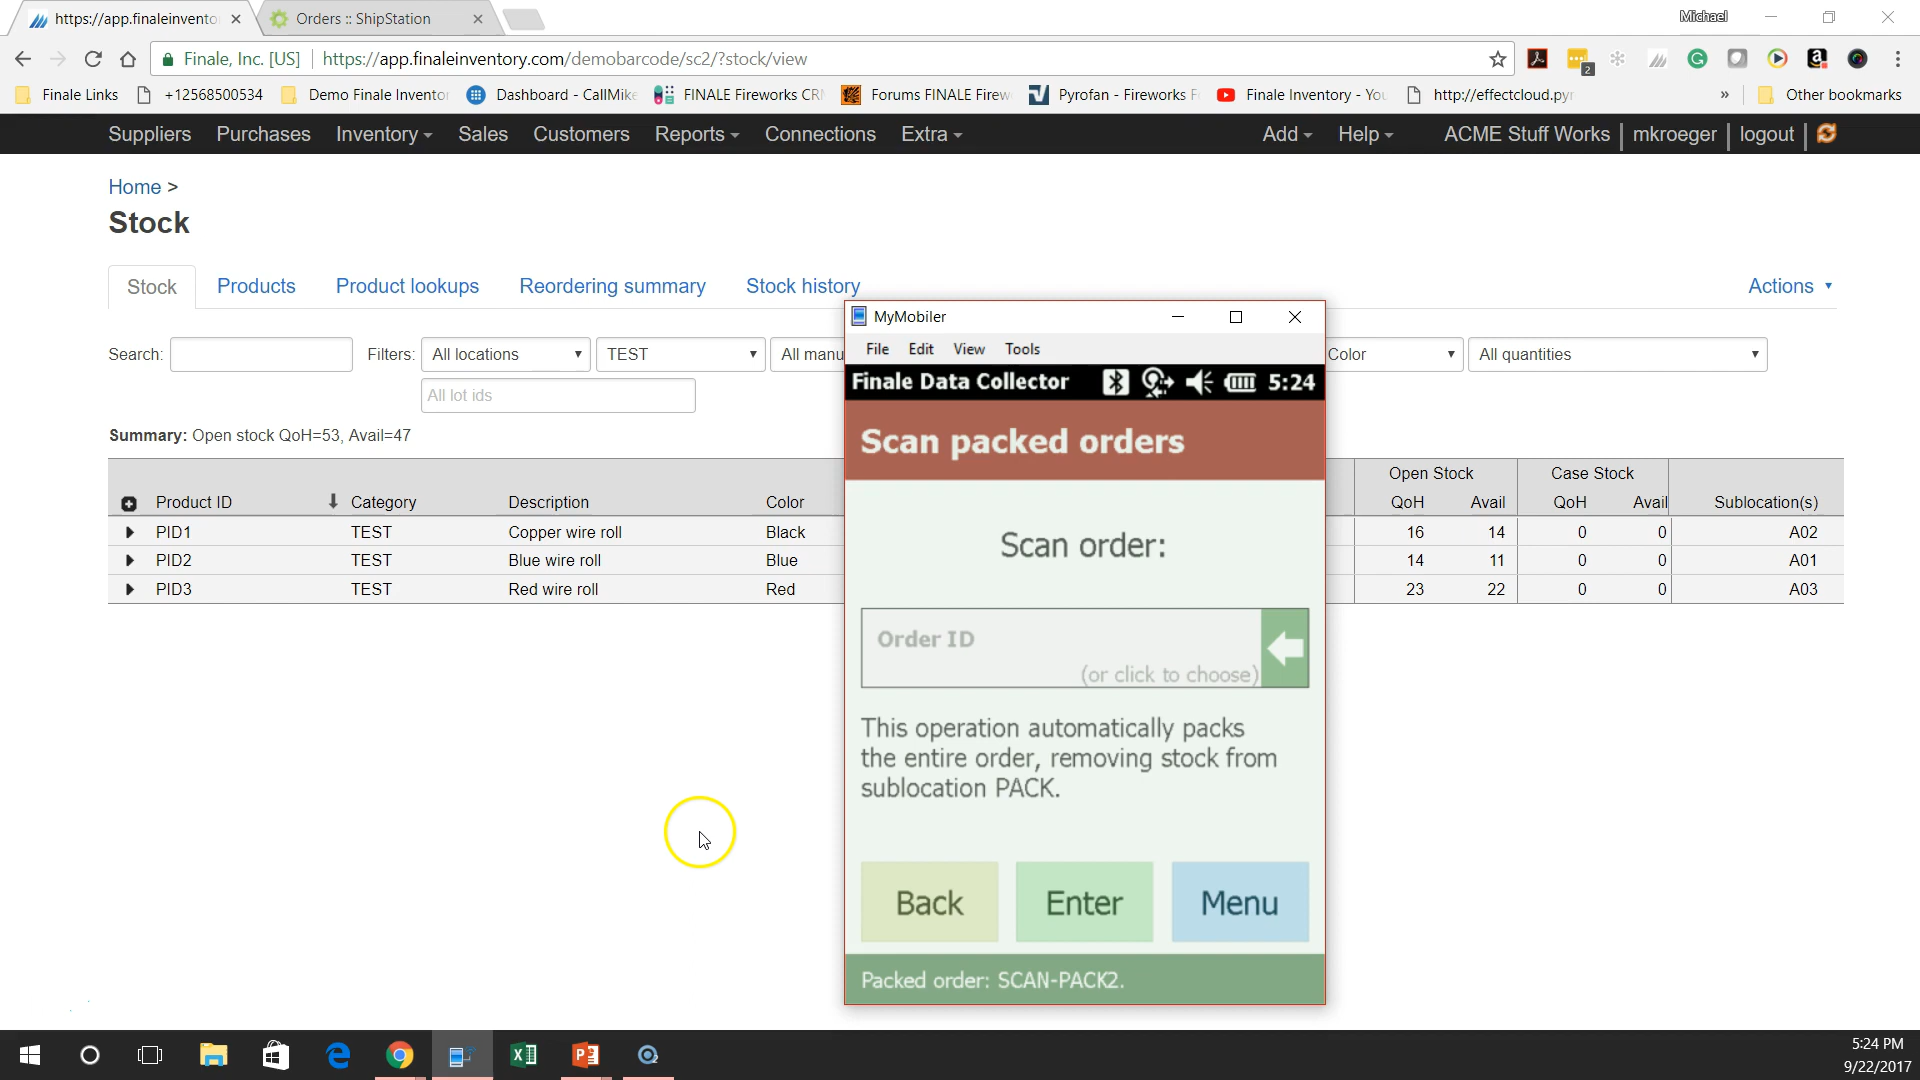 https://app.finaleinvento
Orders :: ShipStation
Michael
Finale, Inc. [US]
https://app.finaleinventory.com/demobarcode/sc2/?stock/view
2
Finale Links
+12568500534
Demo Finale Inventor
Dashboard - CallMike
FINALE Fireworks CR
Forums FINALE Firew
Pyrofan - Fireworks F
Finale Inventory - You
http://effectcloud.pyr
»
Other bookmarks
Suppliers
Purchases
Inventory
Sales
Customers
Reports
Connections
Extra
Add
Help
ACME Stuff Works
mkroeger
logout
Home >
Stock
Stock
Products
Product lookups
Reordering summary
Stock history
Actions
Search:
Filters:
All locations
TEST
All manu
Color
All quantities
All lot ids
Summary: Open stock QoH=53, Avail=47
Open Stock
Case Stock
Product ID
Category
Description
Color
QoH
Avail
QoH
Avail
Sublocation(s)
PID1 TEST Copper wire roll Black 16 14 0 0 A02
PID2 TEST Blue wire roll Blue 14 11 0 0 A01
PID3 TEST Red wire roll Red 23 22 0 0 A03
MyMobiler
File Edit View Tools
Finale Data Collector
5:24
Scan packed orders
Scan order:
Order ID
(or click to choose)
This operation automatically packs
the entire order, removing stock from
sublocation PACK.
Back
Enter
Menu
Packed order: SCAN-PACK2.
5:24 PM
9/22/2017